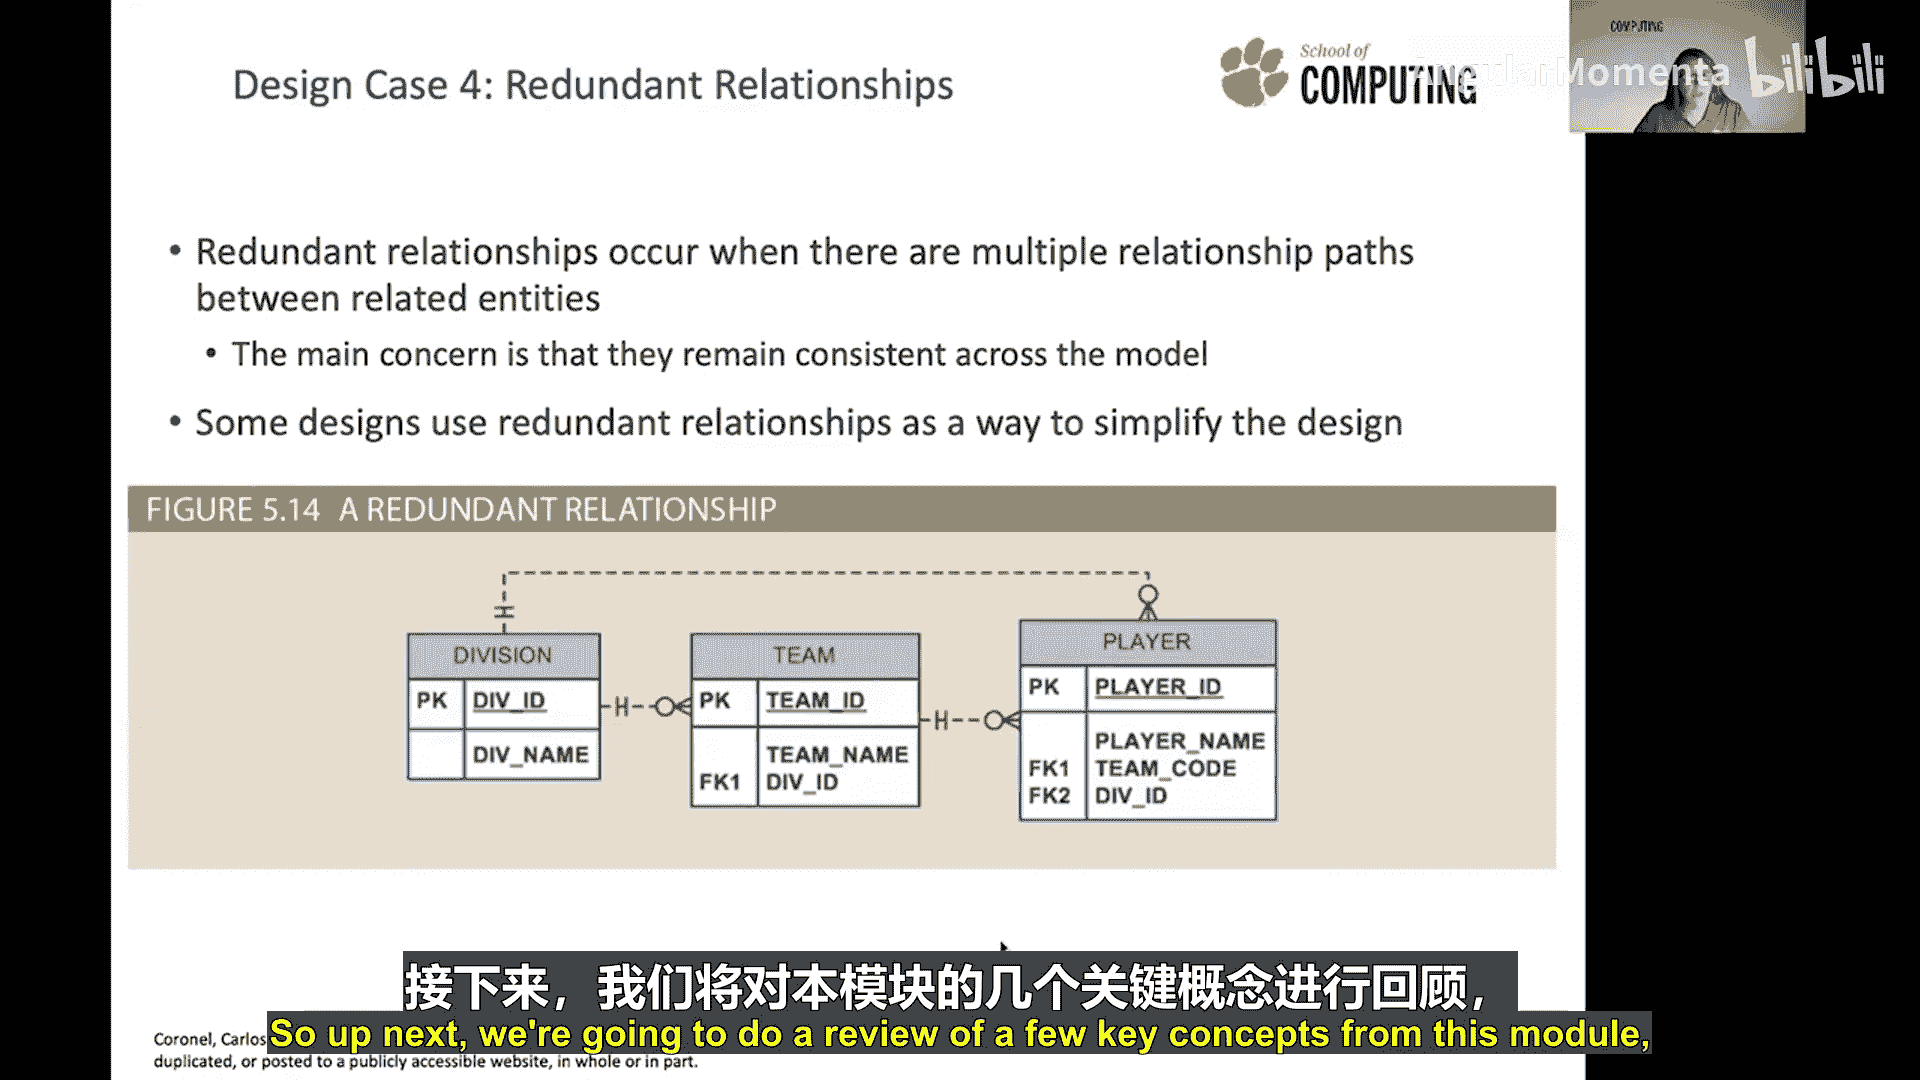 Design Case 4: Redundant Relationships
School of
COMPUTING
COMPUTING
AngularMomenta
bilibili
• Redundant relationships occur when there are multiple relationship paths
between related entities
• The main concern is that they remain consistent across the model
• Some designs use redundant relationships as a way to simplify the design
FIGURE 5.14 A REDUNDANT RELATIONSHIP
DIVISION
PK DIV_ID
DIV_NAME
TEAM
PK TEAM_ID
TEAM_NAME
FK1 DIV_ID
PLAYER
PK PLAYER_ID
PLAYER_NAME
FK1 TEAM_CODE
FK2 DIV_ID
接下来，我们将对本模块的几个关键概念进行回顾，
So up next, we're going to do a review of a few key concepts from this module,
Coronel, Carlos
duplicated, or posted to a publicly accessible website, in whole or in part.